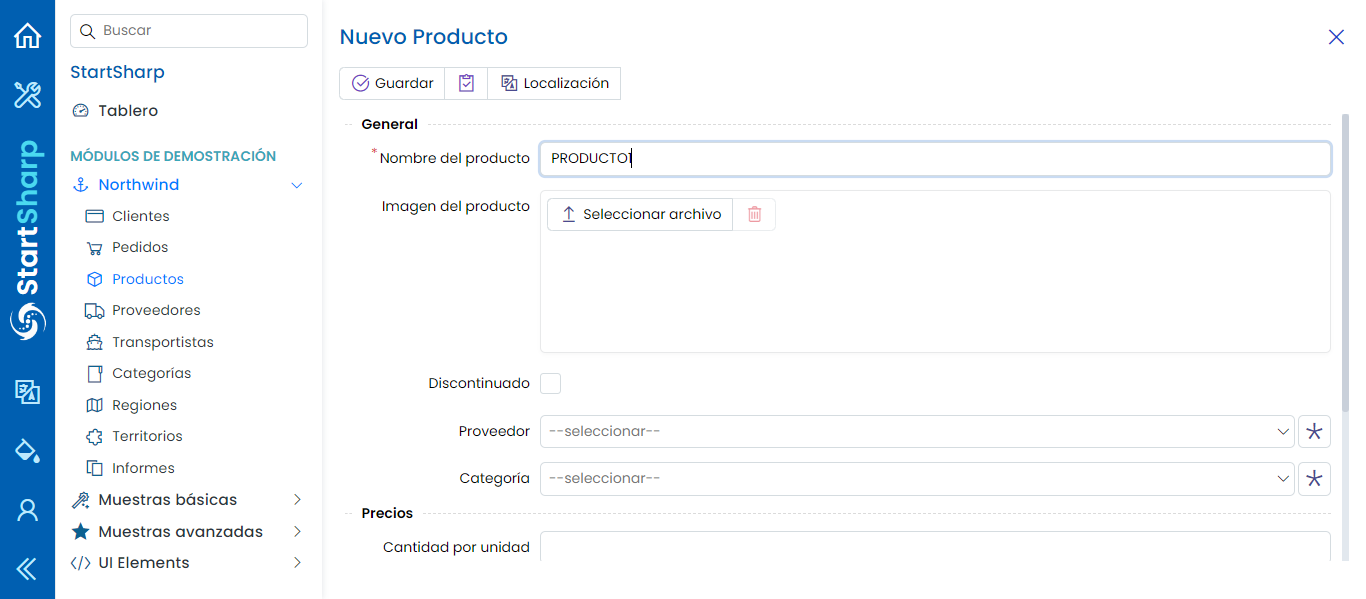 Buscar
StartSharp
Tablero
MÓDULOS DE DEMOSTRACIÓN
Northwind
Clientes
Pedidos
Productos
Proveedores
Transportistas
Categorías
Regiones
Territorios
Informes
Muestras básicas
Muestras avanzadas
UI Elements
StartSharp
Nuevo Producto
Guardar
Localización
General
*Nombre del producto
PRODUCTO1
Imagen del producto
Seleccionar archivo
Discontinuado
Proveedor
--seleccionar--
Categoría
--seleccionar--
Precios
Cantidad por unidad